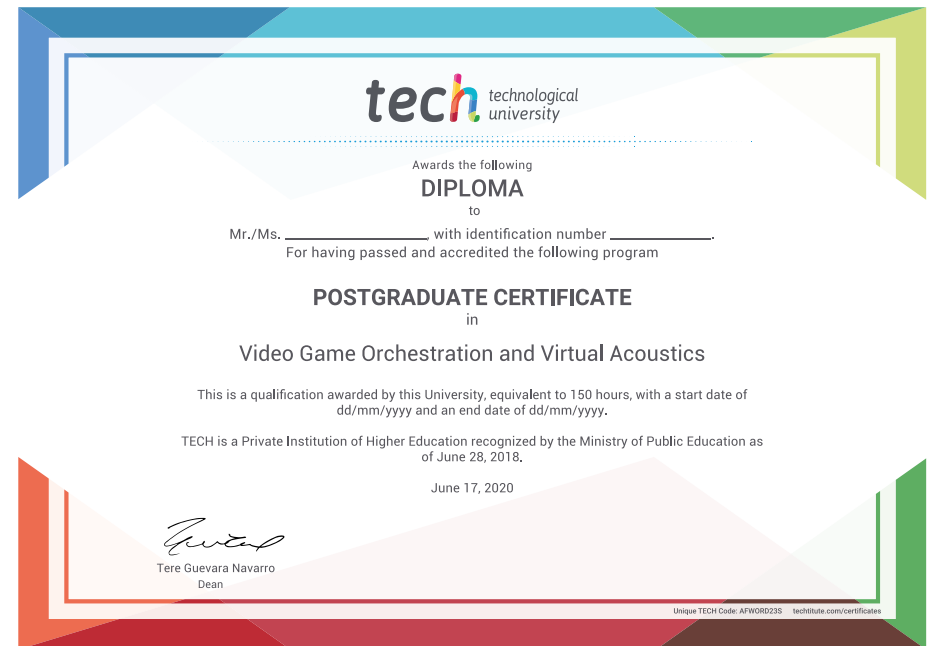 tech technological
university
Awards the following
DIPLOMA
to
Mr./Ms. ____________________, with identification number ______________.
For having passed and accredited the following program
POSTGRADUATE CERTIFICATE
in
Video Game Orchestration and Virtual Acoustics
This is a qualification awarded by this University, equivalent to 150 hours, with a start date of
dd/mm/yyyy and an end date of dd/mm/yyyy.
TECH is a Private Institution of Higher Education recognized by the Ministry of Public Education as
of June 28, 2018.
June 17, 2020
Tere Guevara Navarro
Dean
Unique TECH Code: AFWORD23S techtitute.com/certificates